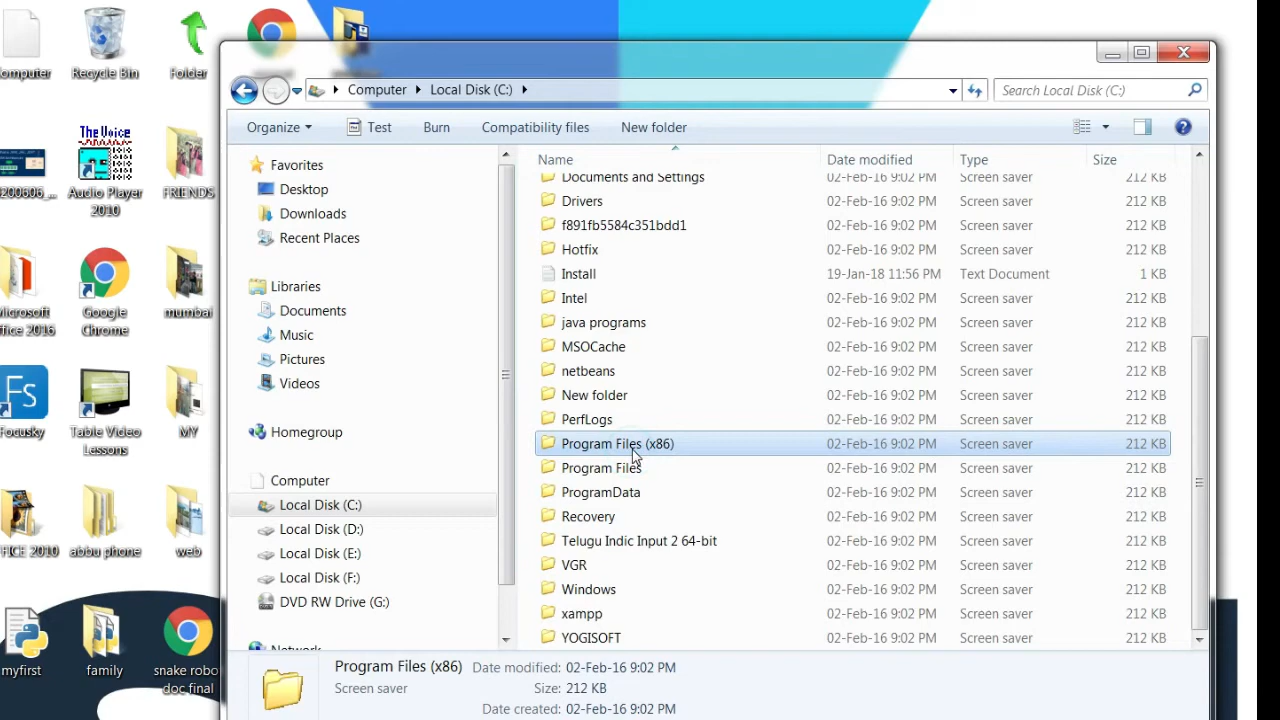 Computer
Recycle Bin
Folder
Computer
Local Disk (C:)
Search Local Disk (C:)
Organize
Test
Burn
Compatibility files
New folder
The Voice
Audio Player
2010
FRIENDS
Microsoft
Office 2016
Google
Chrome
mumbai
Fs
Focusky
Table Video
Lessons
MY
OFFICE 2010
abbu phone
web
myfirst
family
snake robo
doc final
Favorites
Desktop
Downloads
Recent Places
Libraries
Documents
Music
Pictures
Videos
Homegroup
Computer
Local Disk (C:)
Local Disk (D:)
Local Disk (E:)
Local Disk (F:)
DVD RW Drive (G:)
Network
Name Date modified Type Size
Documents and Settings 02-Feb-16 9:02 PM Screen saver 212 KB
Drivers 02-Feb-16 9:02 PM Screen saver 212 KB
f891fb5584c351bdd1 02-Feb-16 9:02 PM Screen saver 212 KB
Hotfix 02-Feb-16 9:02 PM Screen saver 212 KB
Install 19-Jan-18 11:56 PM Text Document 1 KB
Intel 02-Feb-16 9:02 PM Screen saver 212 KB
java programs 02-Feb-16 9:02 PM Screen saver 212 KB
MSOCache 02-Feb-16 9:02 PM Screen saver 212 KB
netbeans 02-Feb-16 9:02 PM Screen saver 212 KB
New folder 02-Feb-16 9:02 PM Screen saver 212 KB
PerfLogs 02-Feb-16 9:02 PM Screen saver 212 KB
Program Files (x86) 02-Feb-16 9:02 PM Screen saver 212 KB
Program Files 02-Feb-16 9:02 PM Screen saver 212 KB
ProgramData 02-Feb-16 9:02 PM Screen saver 212 KB
Recovery 02-Feb-16 9:02 PM Screen saver 212 KB
Telugu Indic Input 2 64-bit 02-Feb-16 9:02 PM Screen saver 212 KB
VGR 02-Feb-16 9:02 PM Screen saver 212 KB
Windows 02-Feb-16 9:02 PM Screen saver 212 KB
xampp 02-Feb-16 9:02 PM Screen saver 212 KB
YOGISOFT 02-Feb-16 9:02 PM Screen saver 212 KB
Program Files (x86) Date modified: 02-Feb-16 9:02 PM
Screen saver Size: 212 KB
Date created: 02-Feb-16 9:02 PM